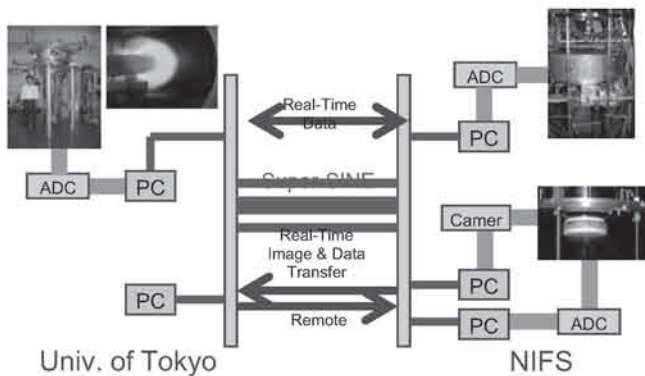 ADC
Real-Time
Data
PC
ADC
PC
Super SINE
Camer
Real-Time
Image & Data
Transfer
PC
PC
Remote
PC
ADC
Univ. of Tokyo
NIFS